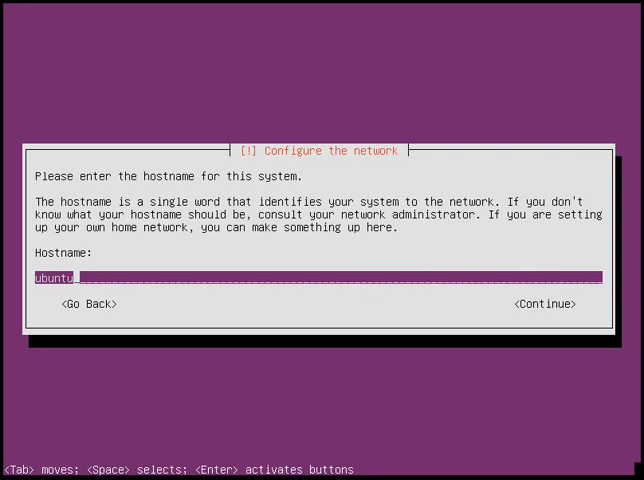 [!] Configure the network
Please enter the hostname for this system.
The hostname is a single word that identifies your system to the network. If you don't
know what your hostname should be, consult your network administrator. If you are setting
up your own home network, you can make something up here.
Hostname:
ubuntu
<Go Back> <Continue>
<Tab> moves; <Space> selects; <Enter> activates buttons